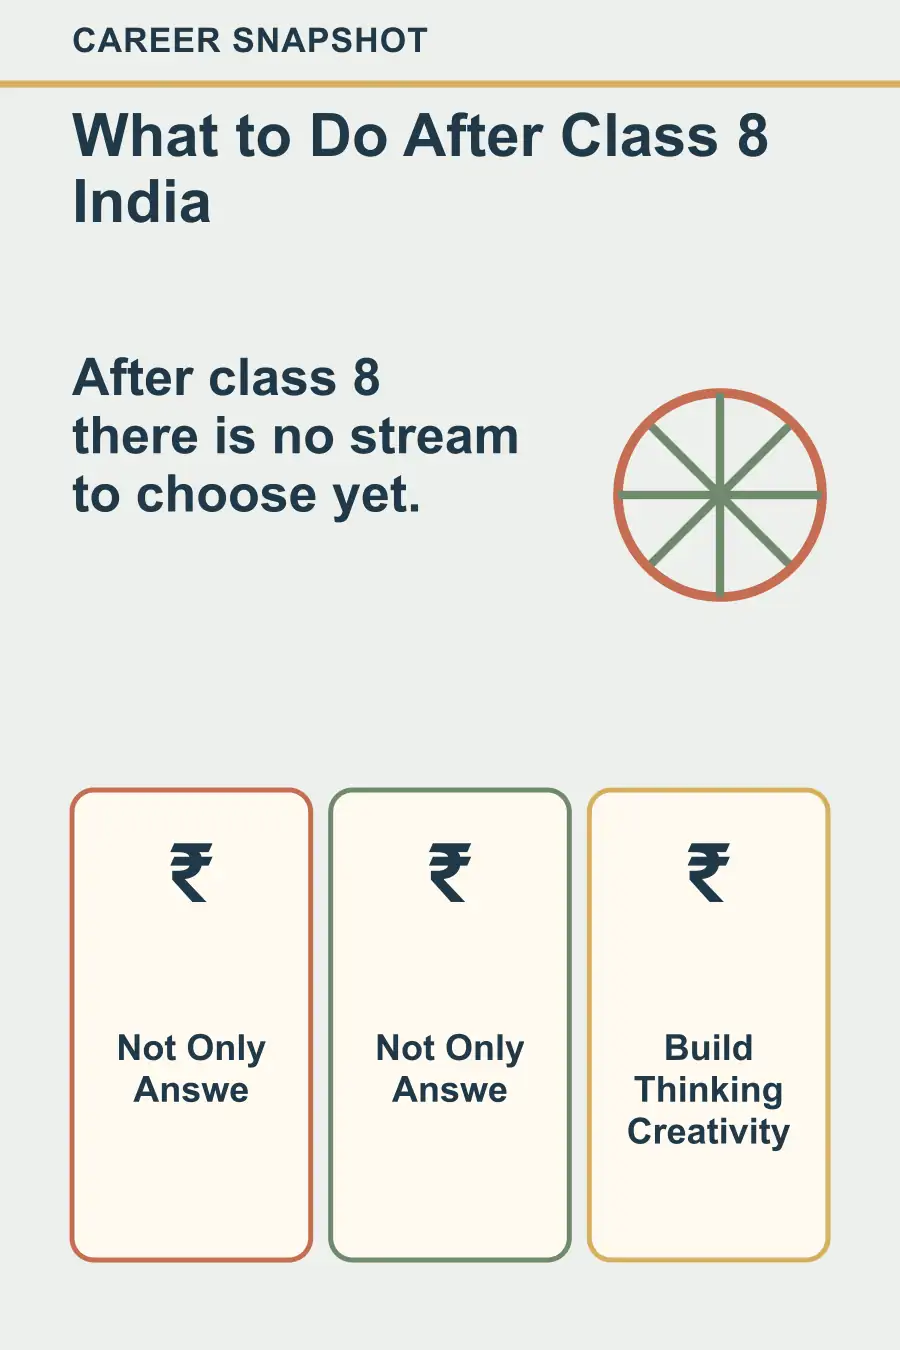 CAREER SNAPSHOT
What to Do After Class 8
India
After class 8
there is no stream
to choose yet.
₹
Not Only
Answe
₹
Not Only
Answe
₹
Build
Thinking
Creativity